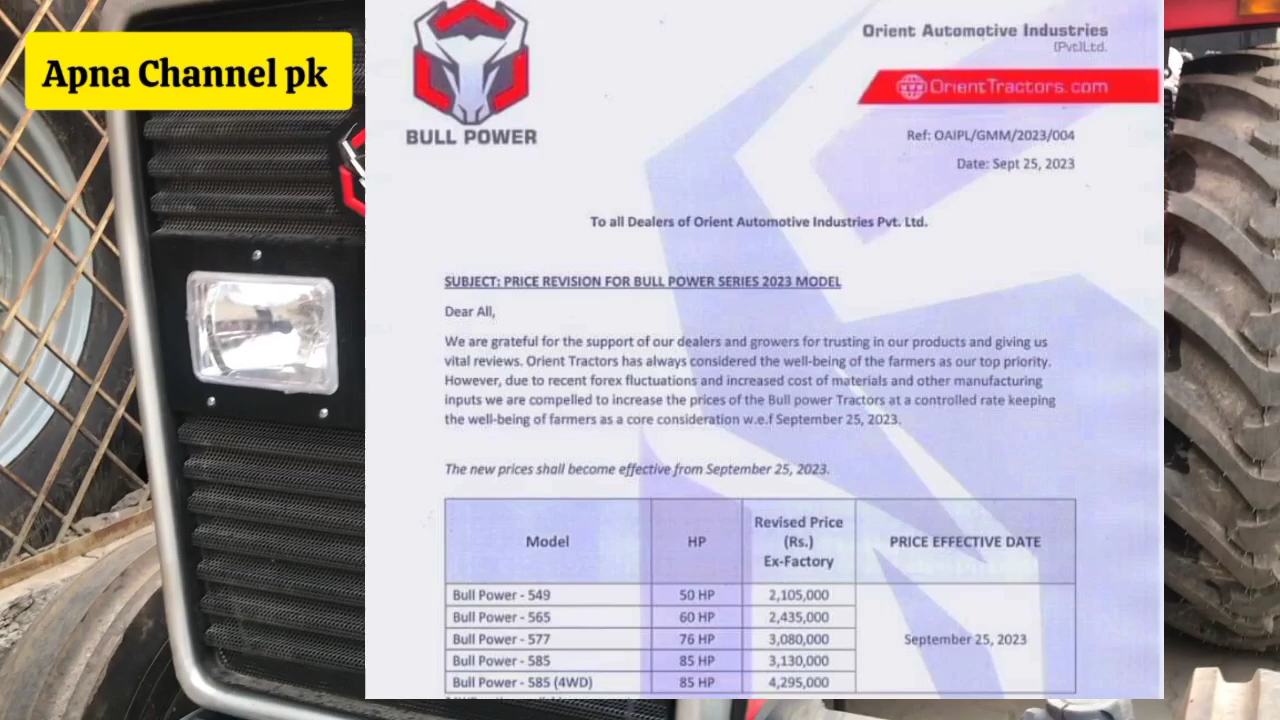 Apna Channel pk
BULL POWER
Orient Automotive Industries
(Pvt)Ltd.
OrientTractors.com
Ref: OAIPL/GMM/2023/004
Date: Sept 25, 2023
To all Dealers of Orient Automotive Industries Pvt. Ltd.
SUBJECT: PRICE REVISION FOR BULL POWER SERIES 2023 MODEL
Dear All,
We are grateful for the support of our dealers and growers for trusting in our products and giving us
vital reviews. Orient Tractors has always considered the well-being of the farmers as our top priority.
However, due to recent forex fluctuations and increased cost of materials and other manufacturing
inputs we are compelled to increase the prices of the Bull power Tractors at a controlled rate keeping
the well-being of farmers as a core consideration w.e.f September 25, 2023.
The new prices shall become effective from September 25, 2023.
Model HP Revised Price (Rs.) Ex-Factory PRICE EFFECTIVE DATE
Bull Power - 549 50 HP 2,105,000
Bull Power - 565 60 HP 2,435,000
Bull Power - 577 76 HP 3,080,000 September 25, 2023
Bull Power - 585 85 HP 3,130,000
Bull Power - 585 (4WD) 85 HP 4,295,000